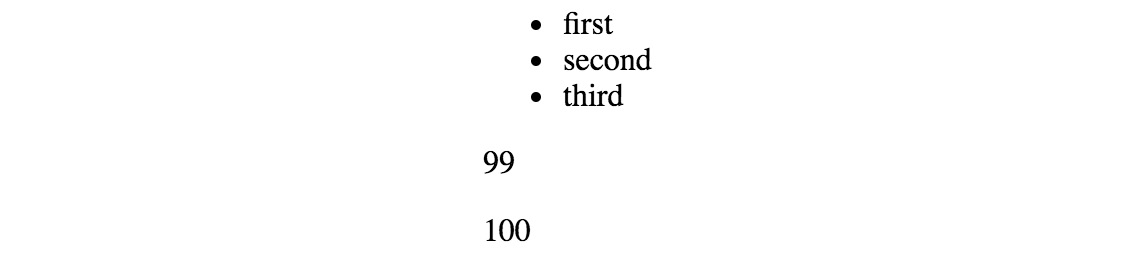 • first
• second
• third
99
100